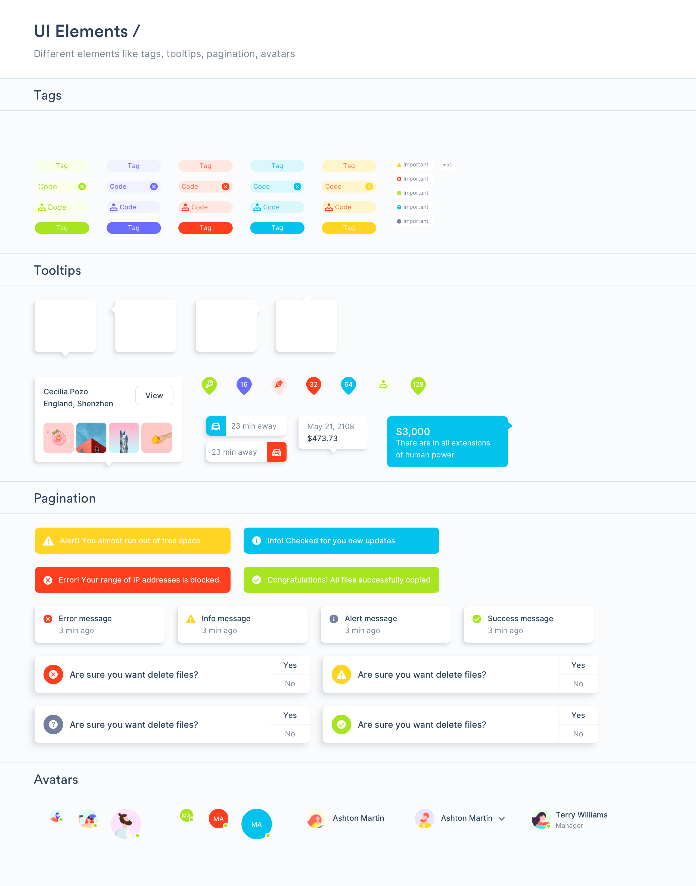 UI Elements /
Different elements like tags, tooltips, pagination, avatars
Tags
Tag Tag Tag Tag Tag
Code Code Code Code Code
Code Code Code Code Code
Tag Tag Tag Tag Tag
Important
Important
Important
Important
Important
Tooltips
Cecilia Pozo
England, Shenzhen
View
16 32 64 128
23 min away
23 min away
May 21, 2108
$473.73
$3,000
There are in all extensions
of human power
Pagination
Alert! You almost run out of free space
Info! Checked for you new updates
Error! Your range of IP addresses is blocked.
Congratulations! All files successfully copied
Error message
3 min ago
Info message
3 min ago
Alert message
3 min ago
Success message
3 min ago
Are sure you want delete files?
Yes
No
Are sure you want delete files?
Yes
No
Are sure you want delete files?
Yes
No
Are sure you want delete files?
Yes
No
Avatars
MA MA MA
Ashton Martin
Ashton Martin
Terry Williams
Manager